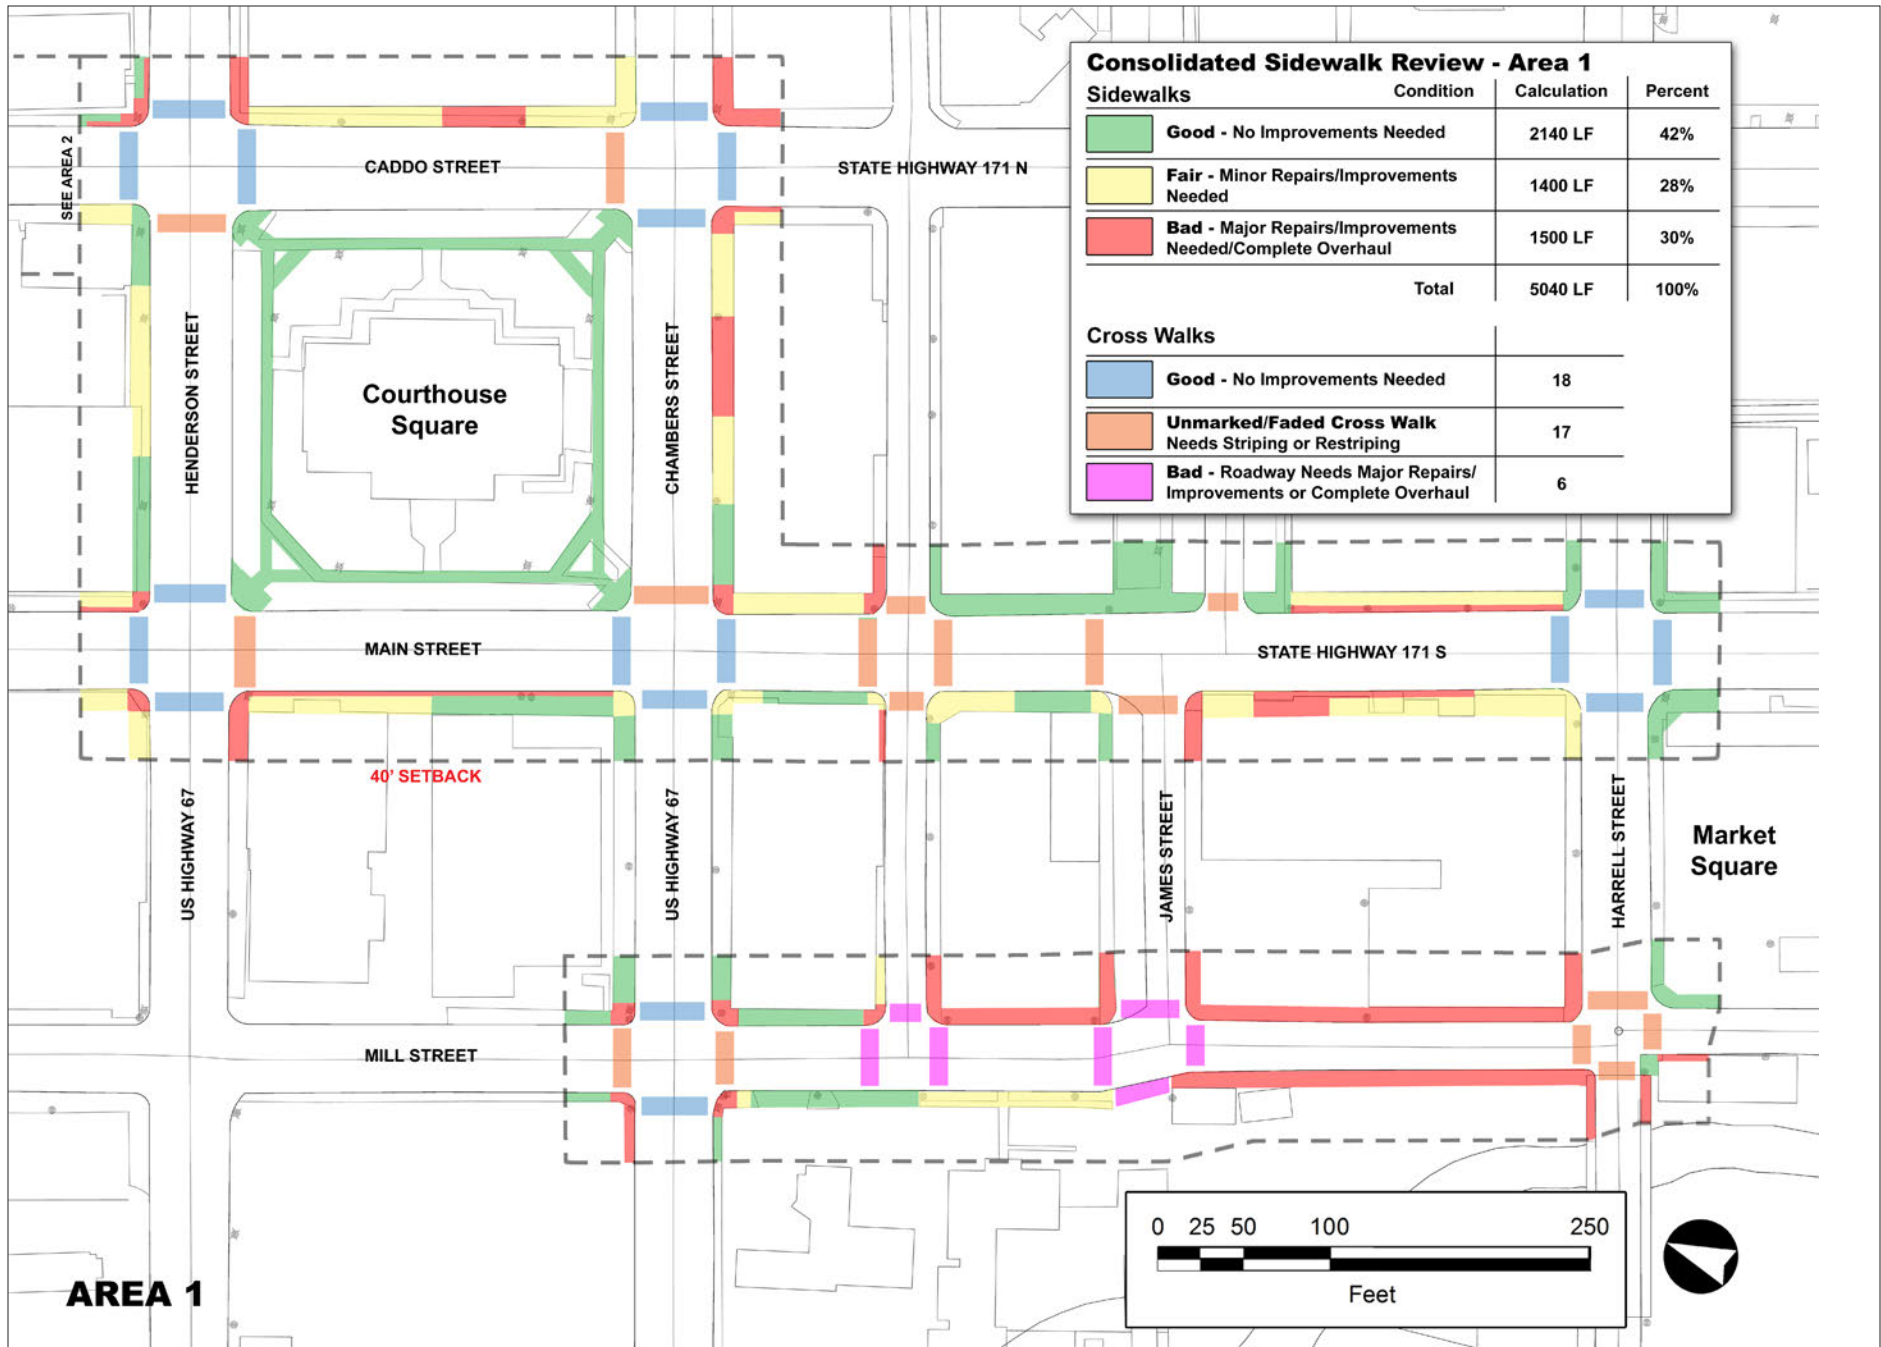 Consolidated Sidewalk Review - Area 1
Sidewalks Condition Calculation Percent
Good - No Improvements Needed 2140 LF 42%
Fair - Minor Repairs/Improvements
Needed 1400 LF 28%
Bad - Major Repairs/Improvements
Needed/Complete Overhaul 1500 LF 30%
Total 5040 LF 100%
Cross Walks
Good - No Improvements Needed 18
Unmarked/Faded Cross Walk
Needs Striping or Restriping 17
Bad - Roadway Needs Major Repairs/
Improvements or Complete Overhaul 6
SEE AREA 2
CADDO STREET
STATE HIGHWAY 171 N
HENDERSON STREET
Courthouse
Square
CHAMBERS STREET
MAIN STREET
STATE HIGHWAY 171 S
40' SETBACK
US HIGHWAY 67
US HIGHWAY 67
JAMES STREET
HARRELL STREET
Market
Square
MILL STREET
AREA 1
0 25 50 100 250
Feet